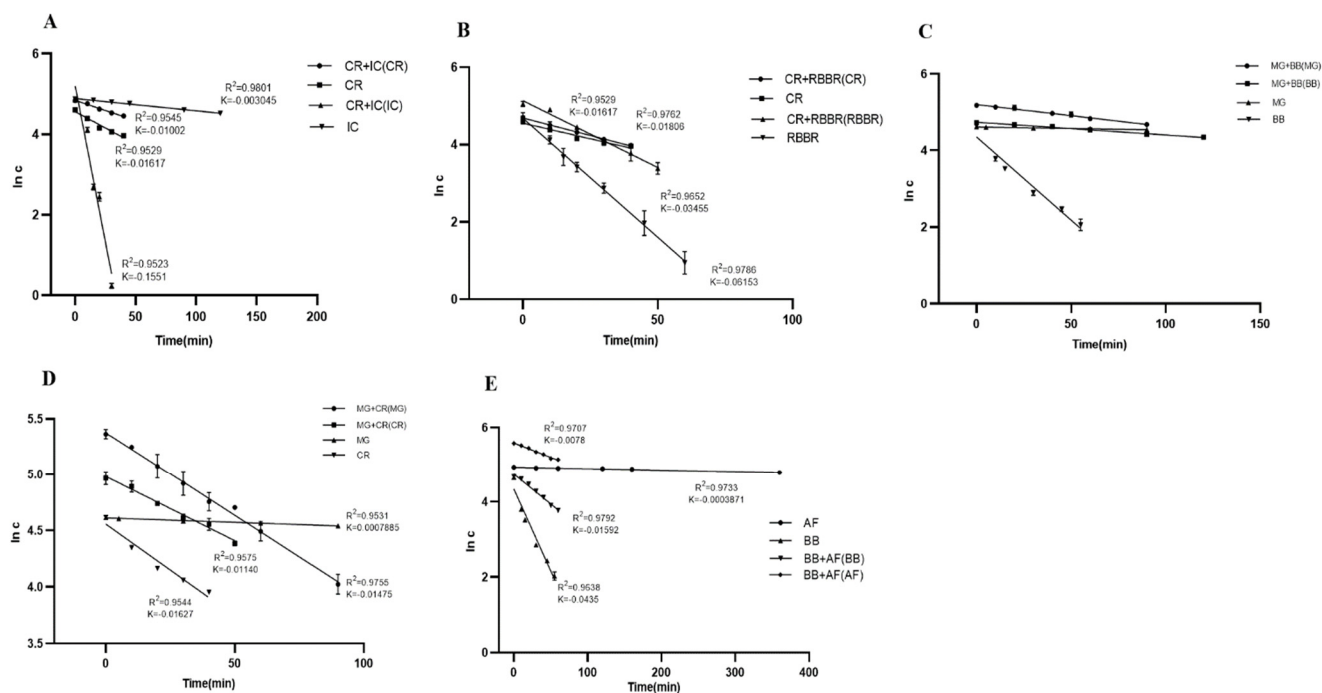 A
CR+IC(CR)
CR
CR+IC(IC)
IC
R2=0.9801
K=-0.003045
R2=0.9545
K=-0.01002
R2=0.9529
K=-0.01617
R2=0.9523
K=-0.1551
6
4
2
0
ln c
0
50
100
150
200
Time(min)
B
CR+RBBR(CR)
CR
CR+RBBR(RBBR)
RBBR
R2=0.9529
K=-0.01617
R2=0.9762
K=-0.01806
R2=0.9652
K=-0.03455
R2=0.9786
K=-0.06153
6
4
2
0
ln c
0
50
100
Time(min)
C
MG+BB(MG)
MG+BB(BB)
MG
BB
6
4
2
0
ln c
0
50
100
150
Time(min)
D
MG+CR(MG)
MG+CR(CR)
MG
CR
R2=0.9531
K=0.0007885
R2=0.9575
K=-0.01140
R2=0.9755
K=-0.01475
R2=0.9544
K=-0.01627
5.5
5.0
4.5
4.0
3.5
ln c
0
50
100
Time(min)
E
R2=0.9707
K=-0.0078
R2=0.9733
K=-0.0003871
R2=0.9792
K=-0.01592
R2=0.9638
K=-0.0435
AF
BB
BB+AF(BB)
BB+AF(AF)
6
4
2
0
ln c
0
100
200
300
400
Time(min)